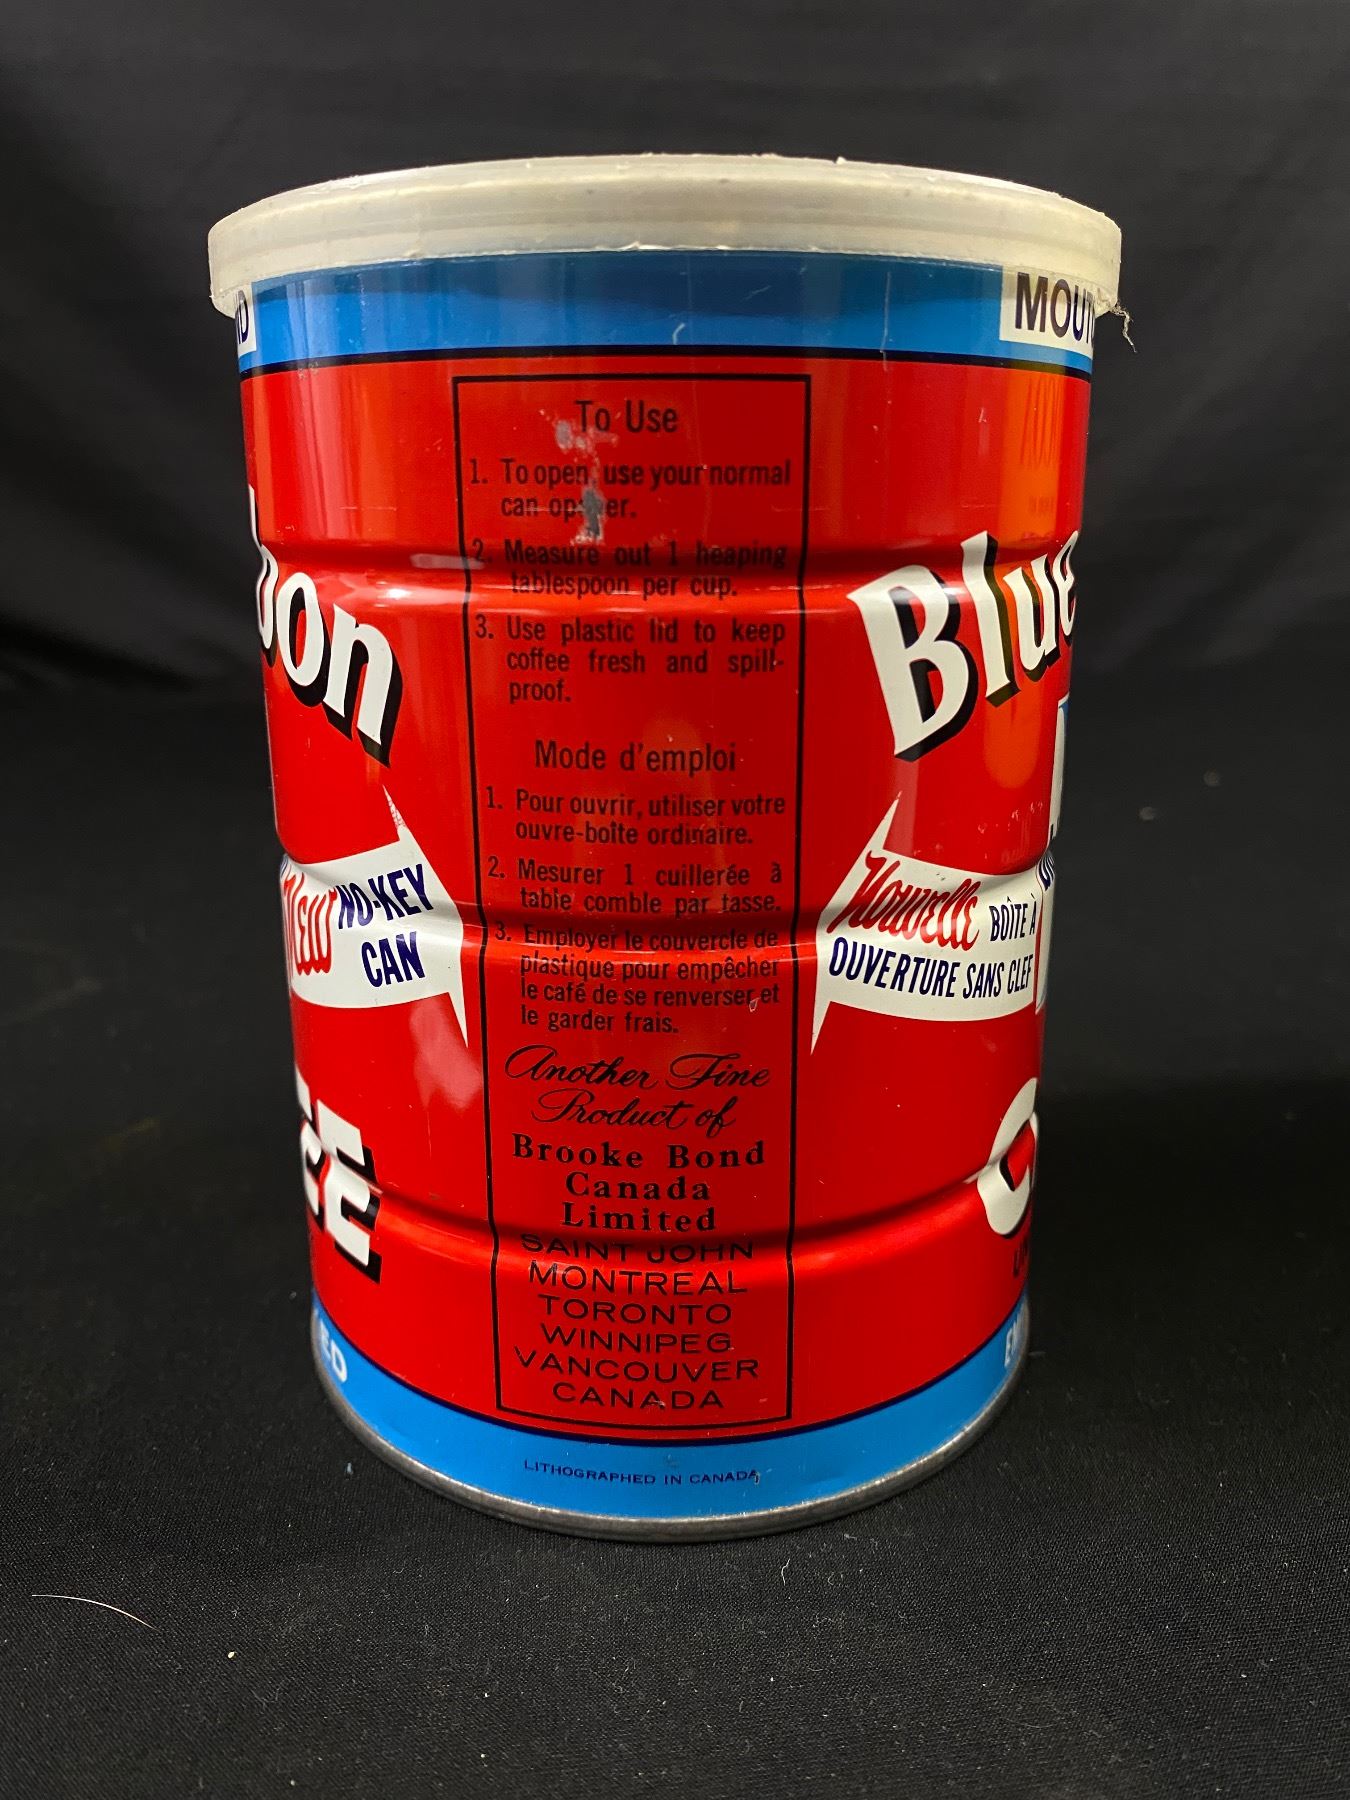 MOUT
To Use
1. To open, use your normal
can opener.
2. Measure out 1 heaping
tablespoon per cup.
3. Use plastic lid to keep
coffee fresh and spill-
proof.
Mode d'emploi
1. Pour ouvrir, utiliser votre
ouvre-boîte ordinaire.
2. Mesurer 1 cuillerée à
table comble par tasse.
3. Employer le couvercle de
plastique pour empêcher
le café de se renverser et
le garder frais.
Another Fine
Product of
Brooke Bond
Canada
Limited
SAINT JOHN
MONTREAL
TORONTO
WINNIPEG
VANCOUVER
CANADA
LITHOGRAPHED IN CANADA
bon
New NO-KEY
CAN
EE
ED
Blue
Nouvelle BOÎTE À
OUVERTURE SANS CLEF
C